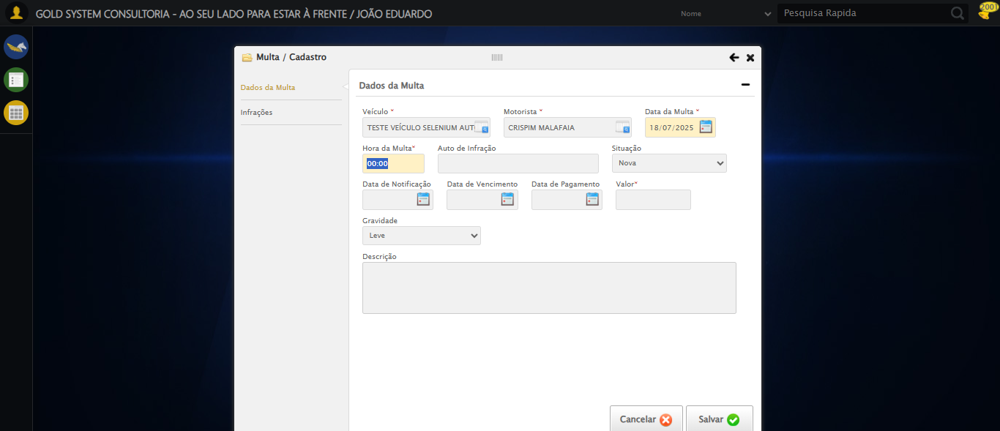 GOLD SYSTEM CONSULTORIA - AO SEU LADO PARA ESTAR À FRENTE / JOÃO EDUARDO
Nome
Pesquisa Rapida
2001
Multa / Cadastro
Dados da Multa
Infrações
Dados da Multa
Veículo * Motorista * Data da Multa *
TESTE VEÍCULO SELENIUM AUT CRISPIM MALAFAIA 18/07/2025
Hora da Multa* Auto de Infração Situação
00:00 Nova
Data de Notificação Data de Vencimento Data de Pagamento Valor*
Gravidade
Leve
Descrição
Cancelar Salvar